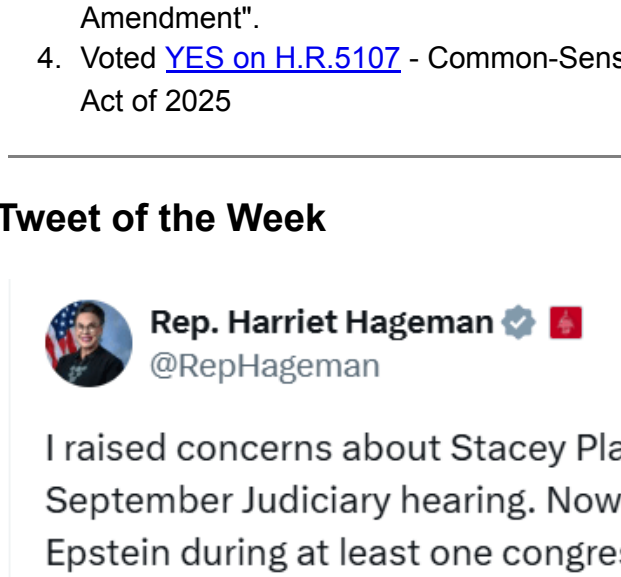 Amendment".
4. Voted YES on H.R.5107 - Common-Sens
Act of 2025
Tweet of the Week
Rep. Harriet Hageman
@RepHageman
I raised concerns about Stacey Pla
September Judiciary hearing. Now
Epstein during at least one congres